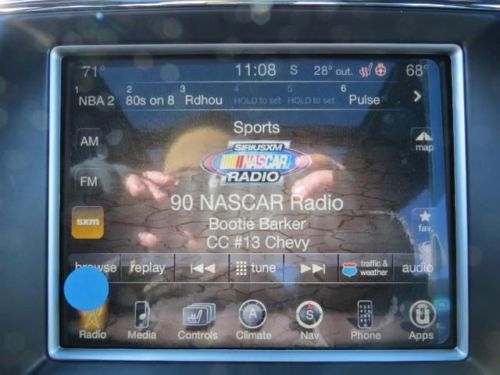 71° 11:08 S 28° out. 68°
1 NBA 2 2 80s on 8 3 Rdhou 4 HOLD to set 5 HOLD to set 6 Pulse
Sports
AM
SIRIUSXM
NASCAR
RADIO
map
FM
90 NASCAR Radio
Bootie Barker
sxm
fav.
CC #13 Chevy
browse replay tune traffic & weather audio
A S
Radio Media Controls Climate Nav Phone Apps